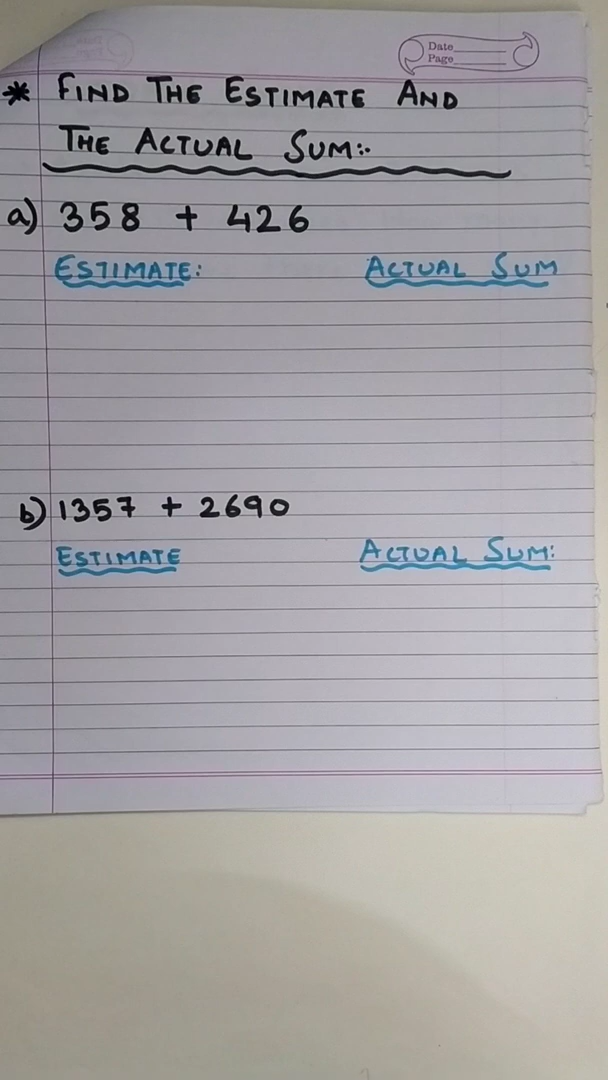 Date
Page
* FIND THE ESTIMATE AND
THE ACTUAL SUM:-
a) 358 + 426
ESTIMATE: ACTUAL SUM
b) 1357 + 2690
ESTIMATE ACTUAL SUM: